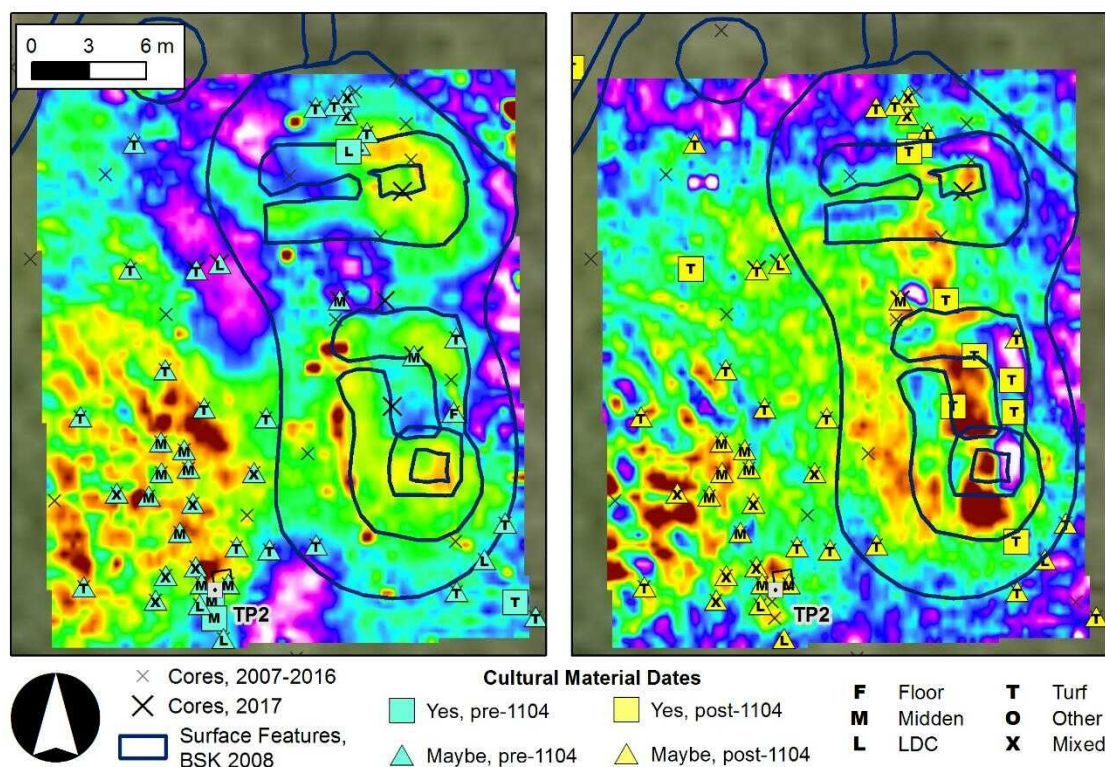 0 3 6 m
TP2
TP2
Cores, 2007-2016
Cores, 2017
Surface Features,
BSK 2008
Cultural Material Dates
Yes, pre-1104
Yes, post-1104
Maybe, pre-1104
Maybe, post-1104
F Floor
M Midden
L LDC
T Turf
O Other
X Mixed